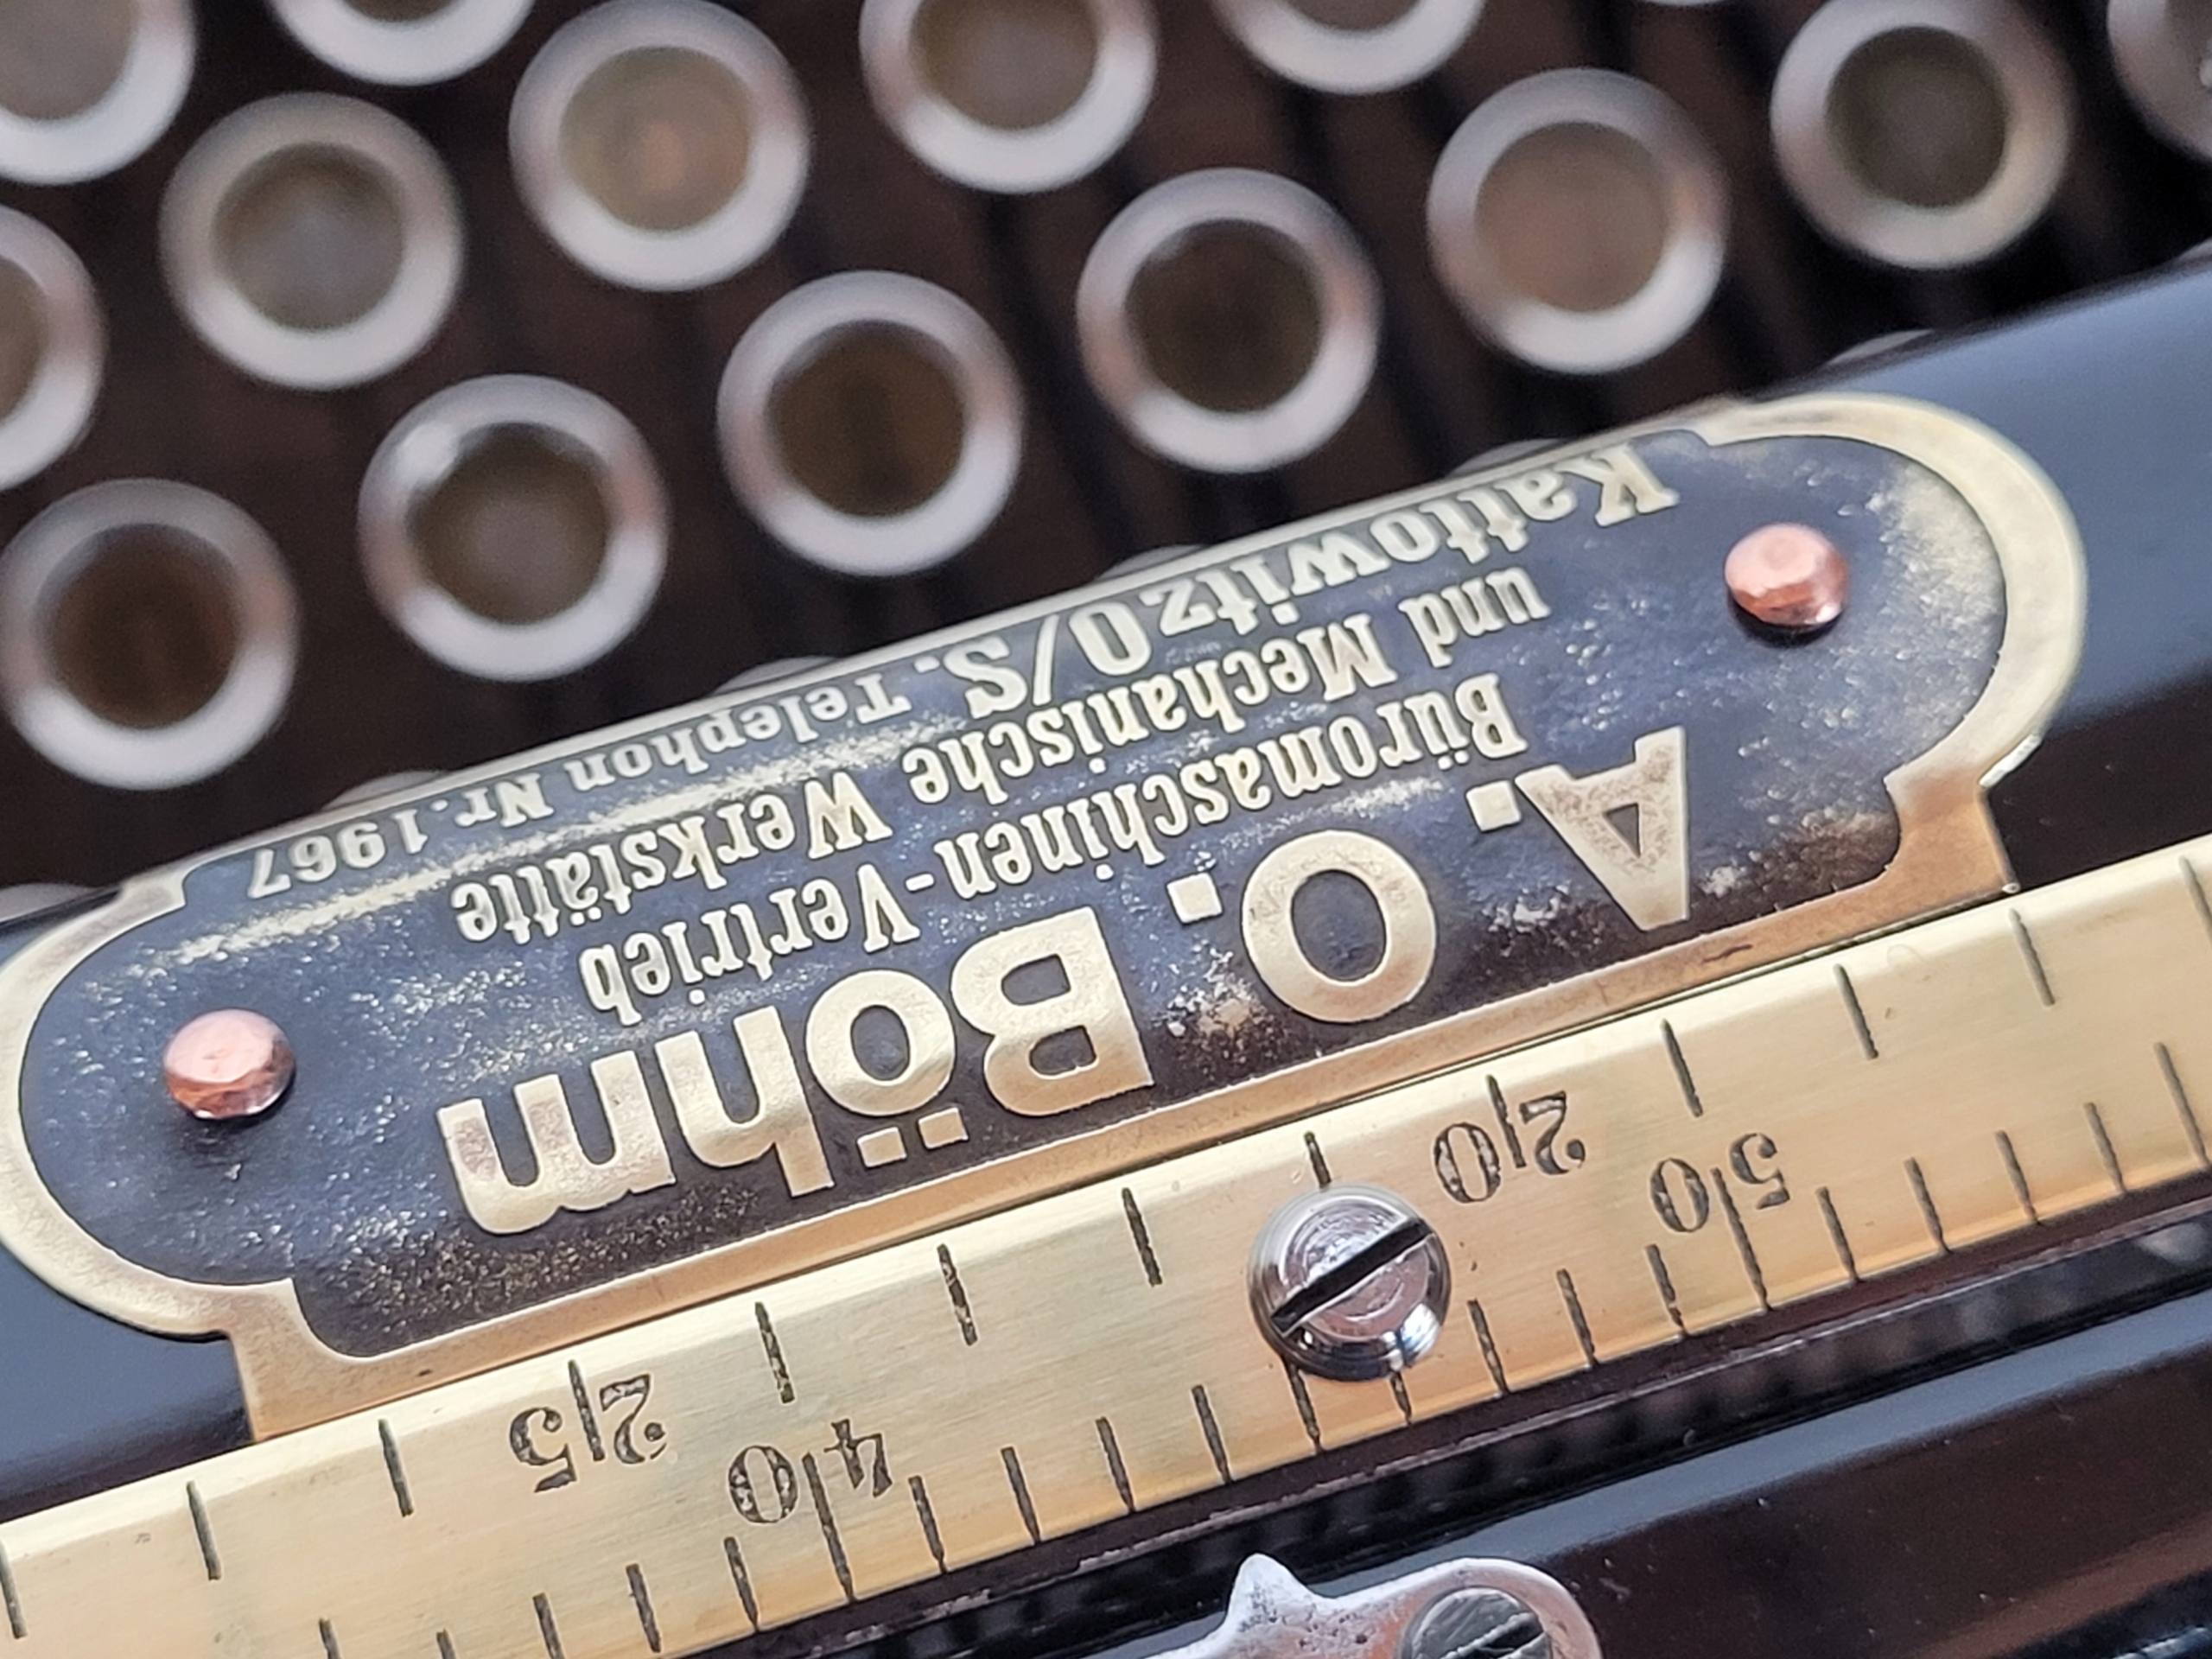 A. O. Böhm
Büromaschinen-Vertrieb
und Mechanische Werkstätte
Kattowitz O/S. Telephon Nr. 1967
20 25
50 40